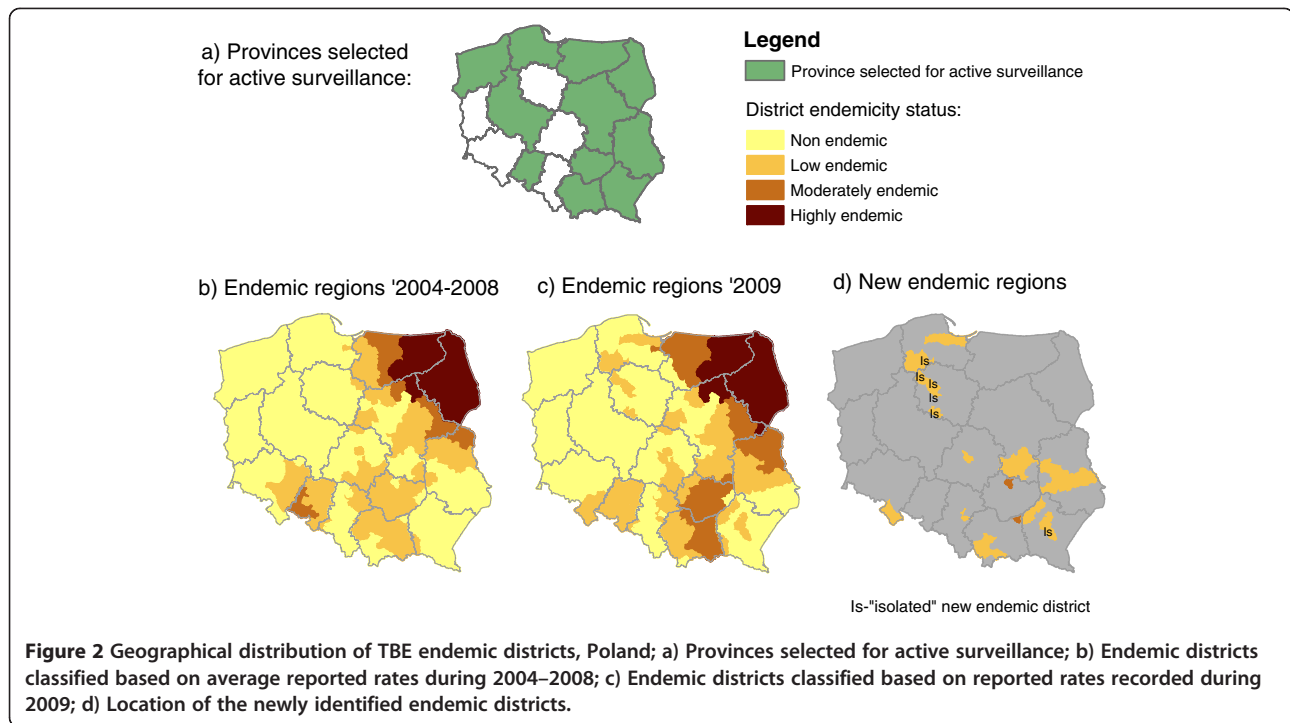 a) Provinces selected
for active surveillance:
Legend
Province selected for active surveillance
District endemicity status:
Non endemic
Low endemic
Moderately endemic
Highly endemic
b) Endemic regions '2004-2008
c) Endemic regions '2009
d) New endemic regions
Is
Is
Is
Is
Is
Is
Is-"isolated" new endemic district
Figure 2 Geographical distribution of TBE endemic districts, Poland; a) Provinces selected for active surveillance; b) Endemic districts
classified based on average reported rates during 2004–2008; c) Endemic districts classified based on reported rates recorded during
2009; d) Location of the newly identified endemic districts.